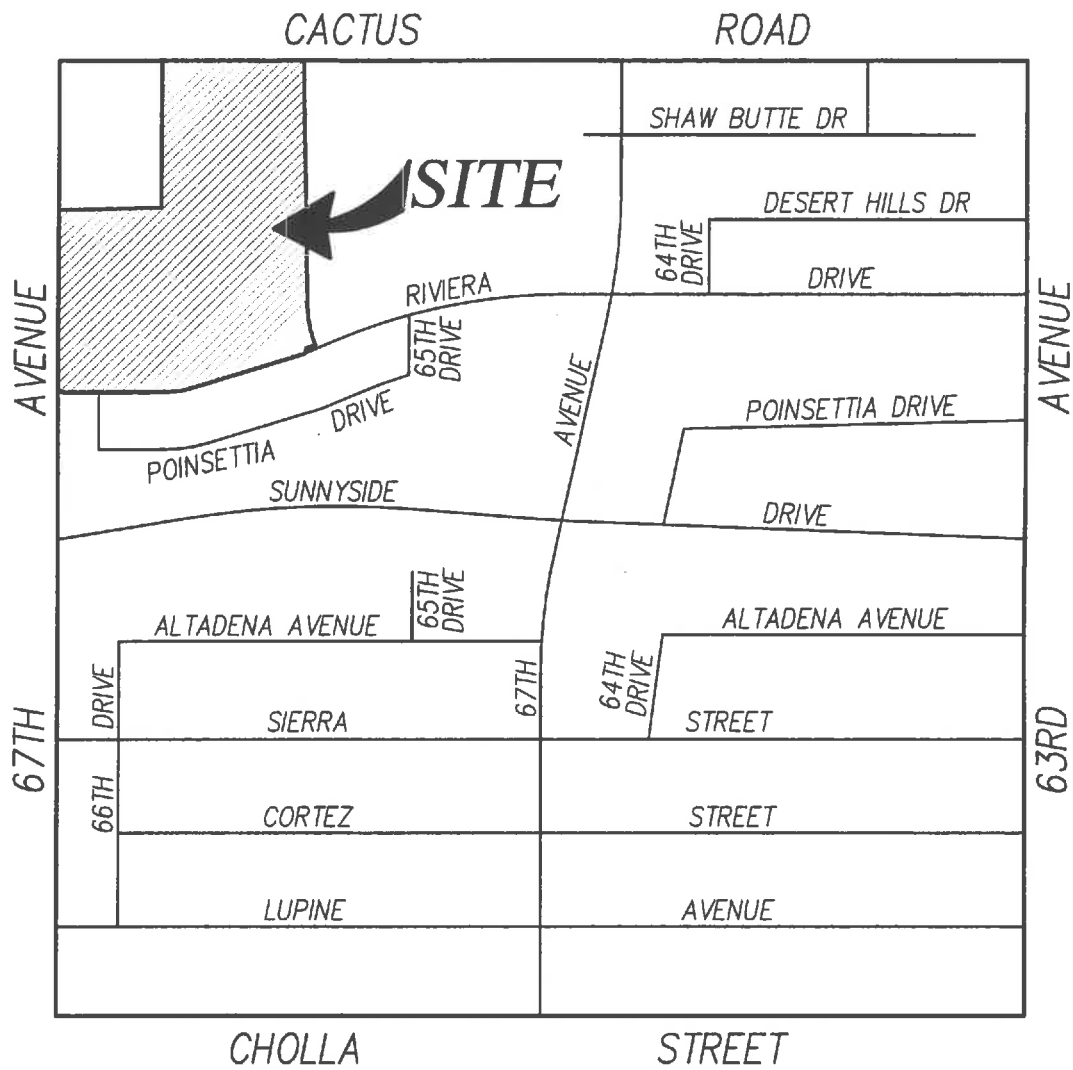 CACTUS ROAD
SHAW BUTTE DR
SITE
DESERT HILLS DR
64TH
DRIVE
RIVIERA DRIVE
65TH
DRIVE
AVENUE
AVENUE
AVENUE
POINSETTIA DRIVE
POINSETTIA DRIVE
SUNNYSIDE DRIVE
65TH
DRIVE
ALTADENA AVENUE
ALTADENA AVENUE
DRIVE
67TH
64TH
DRIVE
SIERRA STREET
67TH
63RD
66TH
CORTEZ STREET
LUPINE AVENUE
CHOLLA STREET